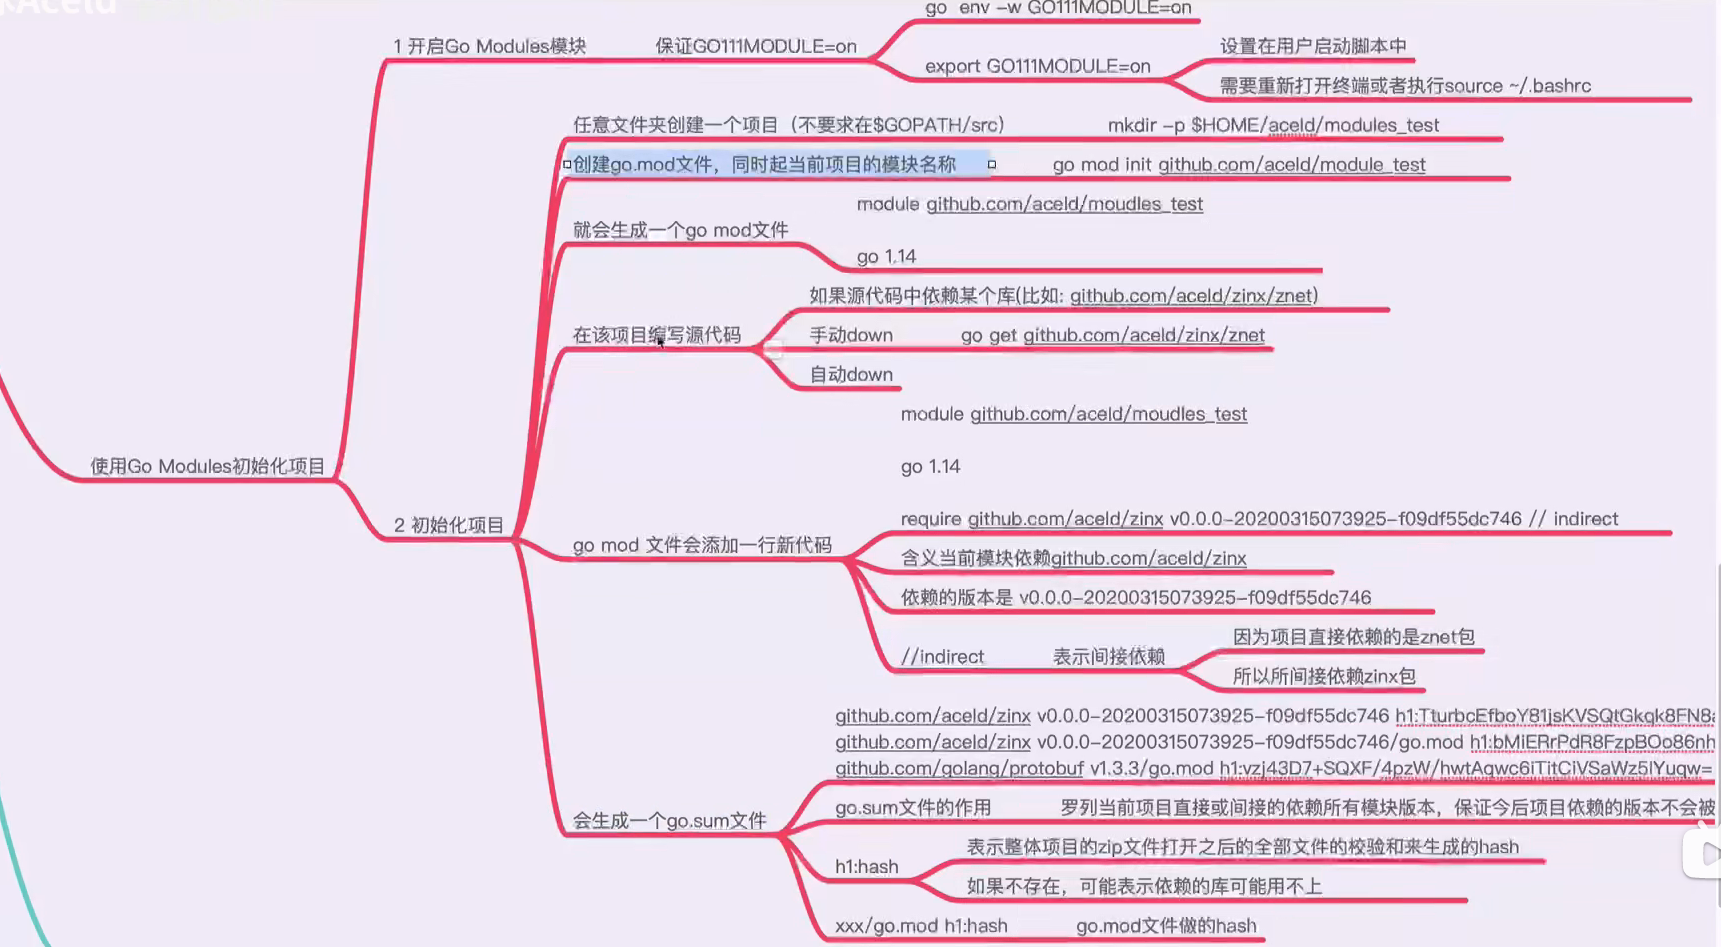 go env -w GO111MODULE=on
1 开启Go Modules模块
保证GO111MODULE=on
export GO111MODULE=on
设置在用户启动脚本中
需要重新打开终端或者执行source ~/.bashrc
任意文件夹创建一个项目（不要求在$GOPATH/src）
mkdir -p $HOME/aceld/modules_test
创建go.mod文件，同时起当前项目的模块名称
go mod init github.com/aceld/module_test
就会生成一个go mod文件
module github.com/aceld/moudles_test
go 1.14
在该项目编写源代码
如果源代码中依赖某个库(比如: github.com/aceld/zinx/znet)
手动down
go get github.com/aceld/zinx/znet
自动down
使用Go Modules初始化项目
2 初始化项目
go mod 文件会添加一行新代码
module github.com/aceld/moudles_test
go 1.14
require github.com/aceld/zinx v0.0.0-20200315073925-f09df55dc746 // indirect
含义当前模块依赖github.com/aceld/zinx
依赖的版本是 v0.0.0-20200315073925-f09df55dc746
//indirect
表示间接依赖
因为项目直接依赖的是znet包
所以所间接依赖zinx包
会生成一个go.sum文件
github.com/aceld/zinx v0.0.0-20200315073925-f09df55dc746
github.com/aceld/zinx v0.0.0-20200315073925-f09df55dc746/go.mod
github.com/golang/protobuf v1.3.3/go.mod
go.sum文件的作用
罗列当前项目直接或间接的依赖所有模块版本，保证今后项目依赖的版本不会被
h1:hash
表示整体项目的zip文件打开之后的全部文件的校验和来生成的hash
如果不存在，可能表示依赖的库可能用不上
xxx/go.mod h1:hash
go.mod文件做的hash